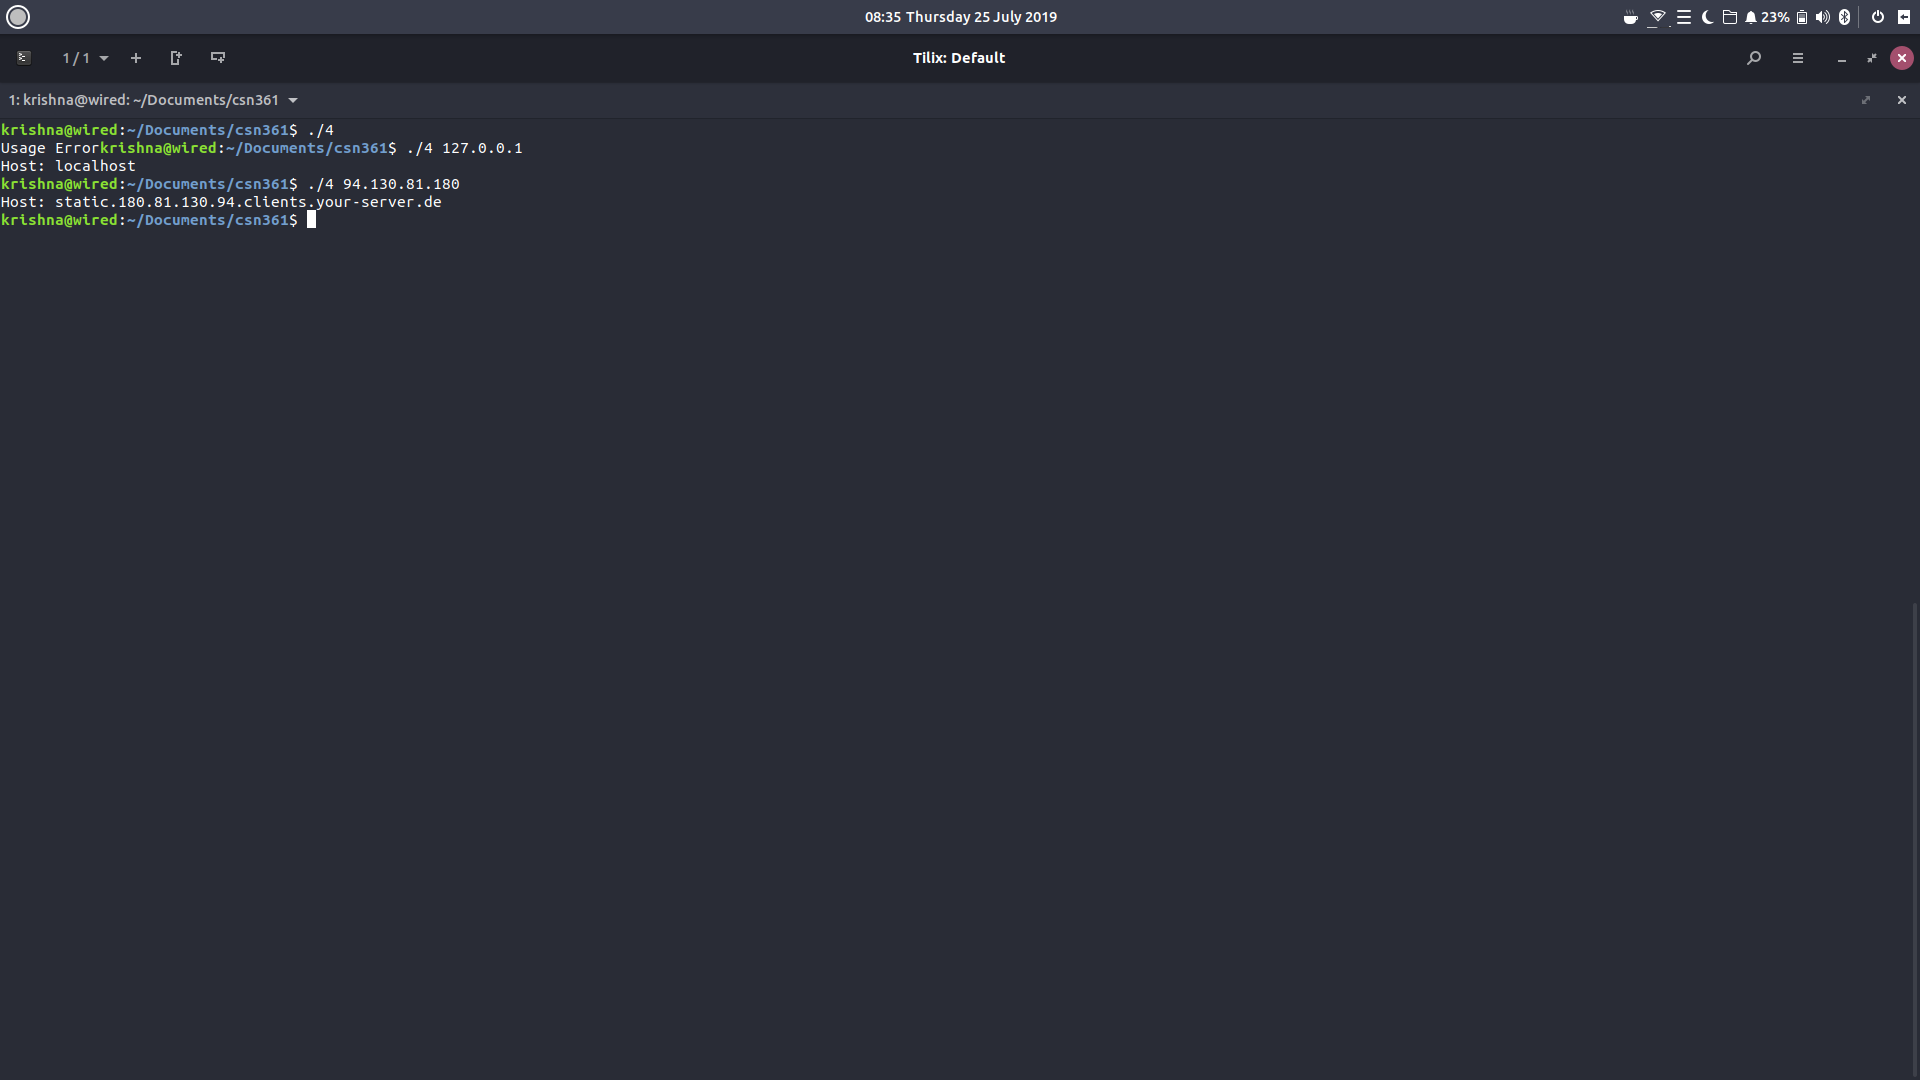 08:35 Thursday 25 July 2019
23%
1 / 1
Tilix: Default
1: krishna@wired: ~/Documents/csn361
krishna@wired:~/Documents/csn361$ ./4
Usage Errorkrishna@wired:~/Documents/csn361$ ./4 127.0.0.1
Host: localhost
krishna@wired:~/Documents/csn361$ ./4 94.130.81.180
Host: static.180.81.130.94.clients.your-server.de
krishna@wired:~/Documents/csn361$